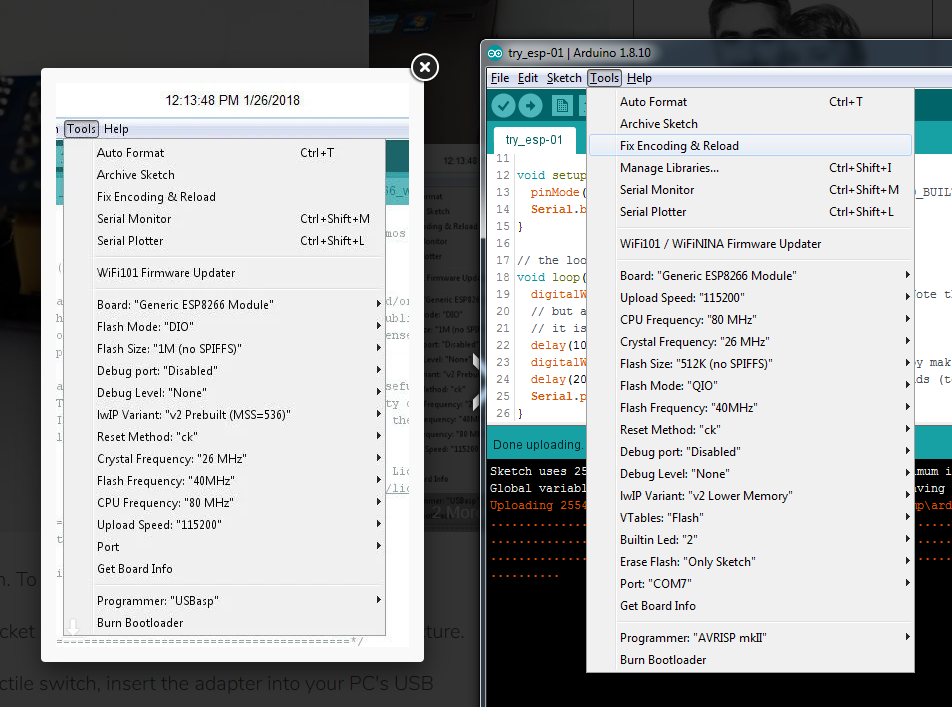 12:13:48 PM 1/26/2018
Tools Help
Auto Format Ctrl+T
Archive Sketch
Fix Encoding & Reload
Serial Monitor Ctrl+Shift+M
Serial Plotter Ctrl+Shift+L
WiFi101 Firmware Updater
Board: "Generic ESP8266 Module"
Flash Mode: "DIO"
Flash Size: "1M (no SPIFFS)"
Debug port: "Disabled"
Debug Level: "None"
lwIP Variant: "v2 Prebuilt (MSS=536)"
Reset Method: "ck"
Crystal Frequency: "26 MHz"
Flash Frequency: "40MHz"
CPU Frequency: "80 MHz"
Upload Speed: "115200"
Port
Get Board Info
Programmer: "USBasp"
Burn Bootloader
ctile switch, insert the adapter into your PC's USB
try_esp-01 | Arduino 1.8.10
File Edit Sketch Tools Help
try_esp-01
11
12 void setup
13 pinMode(
14 Serial.b
15 }
16
17 // the loo
18 void loop(
19 digitalW
20 // but a
21 // it is
22 delay(10
23 digitalW
24 delay(20
25 Serial.p
26 }
Done uploading.
Sketch uses 25
Global variabl
Uploading 2554
Auto Format Ctrl+T
Archive Sketch
Fix Encoding & Reload
Manage Libraries... Ctrl+Shift+I
Serial Monitor Ctrl+Shift+M
Serial Plotter Ctrl+Shift+L
WiFi101 / WiFiNINA Firmware Updater
Board: "Generic ESP8266 Module"
Upload Speed: "115200"
CPU Frequency: "80 MHz"
Crystal Frequency: "26 MHz"
Flash Size: "512K (no SPIFFS)"
Flash Mode: "QIO"
Flash Frequency: "40MHz"
Reset Method: "ck"
Debug port: "Disabled"
Debug Level: "None"
lwIP Variant: "v2 Lower Memory"
VTables: "Flash"
Builtin Led: "2"
Erase Flash: "Only Sketch"
Port: "COM7"
Get Board Info
Programmer: "AVRISP mkII"
Burn Bootloader